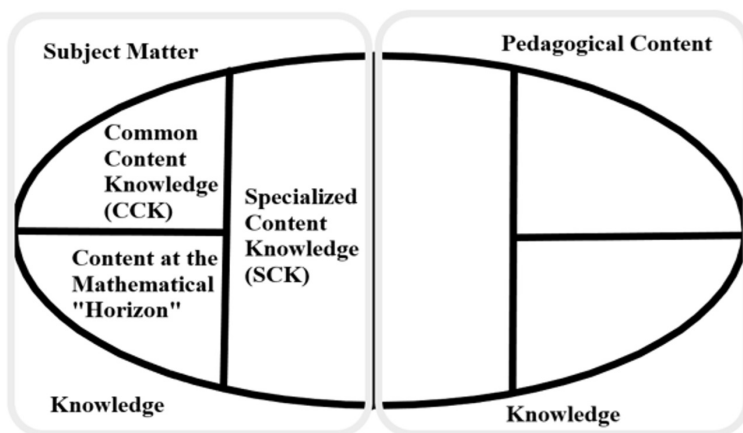 Subject Matter
Pedagogical Content
Common
Content
Knowledge
(CCK)
Specialized
Content
Knowledge
(SCK)
Content at the
Mathematical
"Horizon"
Knowledge
Knowledge